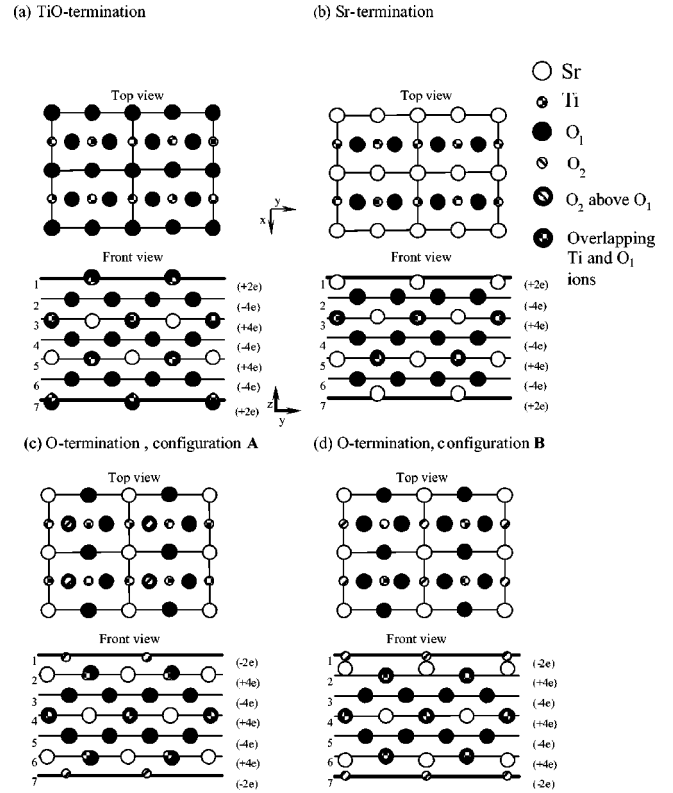 (a) TiO-termination
(b) Sr-termination
Top view
Top view
Sr
Ti
O1
O2
O2 above O1
Overlapping
Ti and O1
ions
y
x
Front view
Front view
1 (+2e)
2 (-4e)
3 (+4e)
4 (-4e)
5 (+4e)
6 (-4e)
7 (+2e)
1 (+2e)
2 (-4e)
3 (+4e)
4 (-4e)
5 (+4e)
6 (-4e)
7 (+2e)
z
y
(c) O-termination , configuration A
(d) O-termination, configuration B
Top view
Top view
Front view
Front view
1 (-2e)
2 (+4e)
3 (-4e)
4 (+4e)
5 (-4e)
6 (+4e)
7 (-2e)
1 (-2e)
2 (+4e)
3 (-4e)
4 (+4e)
5 (-4e)
6 (+4e)
7 (-2e)